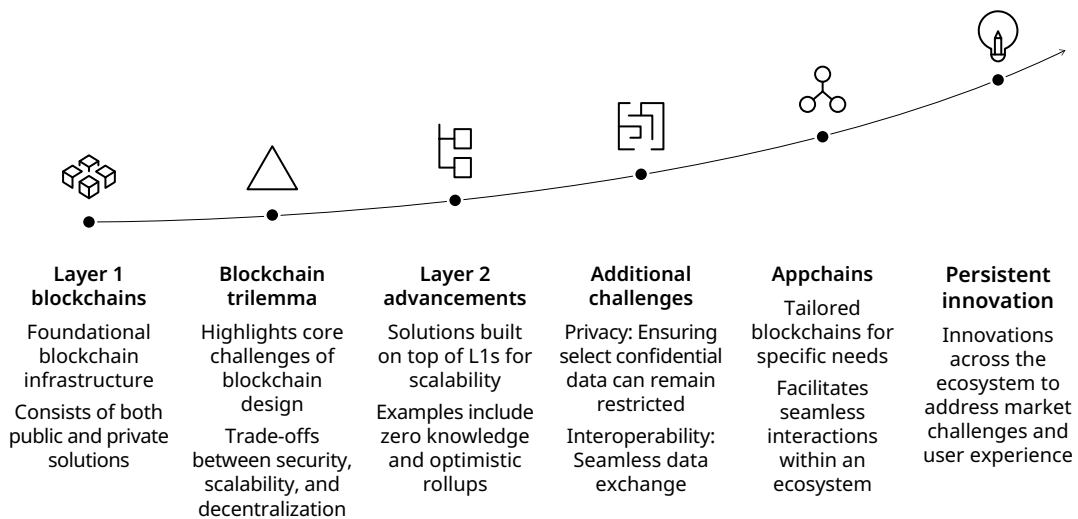 Layer 1
blockchains
Foundational
blockchain
infrastructure
Consists of both
public and private
solutions
Blockchain
trilemma
Highlights core
challenges of
blockchain
design
Trade-offs
between security,
scalability, and
decentralization
Layer 2
advancements
Solutions built
on top of L1s for
scalability
Examples include
zero knowledge
and optimistic
rollups
Additional
challenges
Privacy: Ensuring
select confidential
data can remain
restricted
Interoperability:
Seamless data
exchange
Appchains
Tailored
blockchains for
specific needs
Facilitates
seamless
interactions
within an
ecosystem
Persistent
innovation
Innovations
across the
ecosystem to
address market
challenges and
user experience